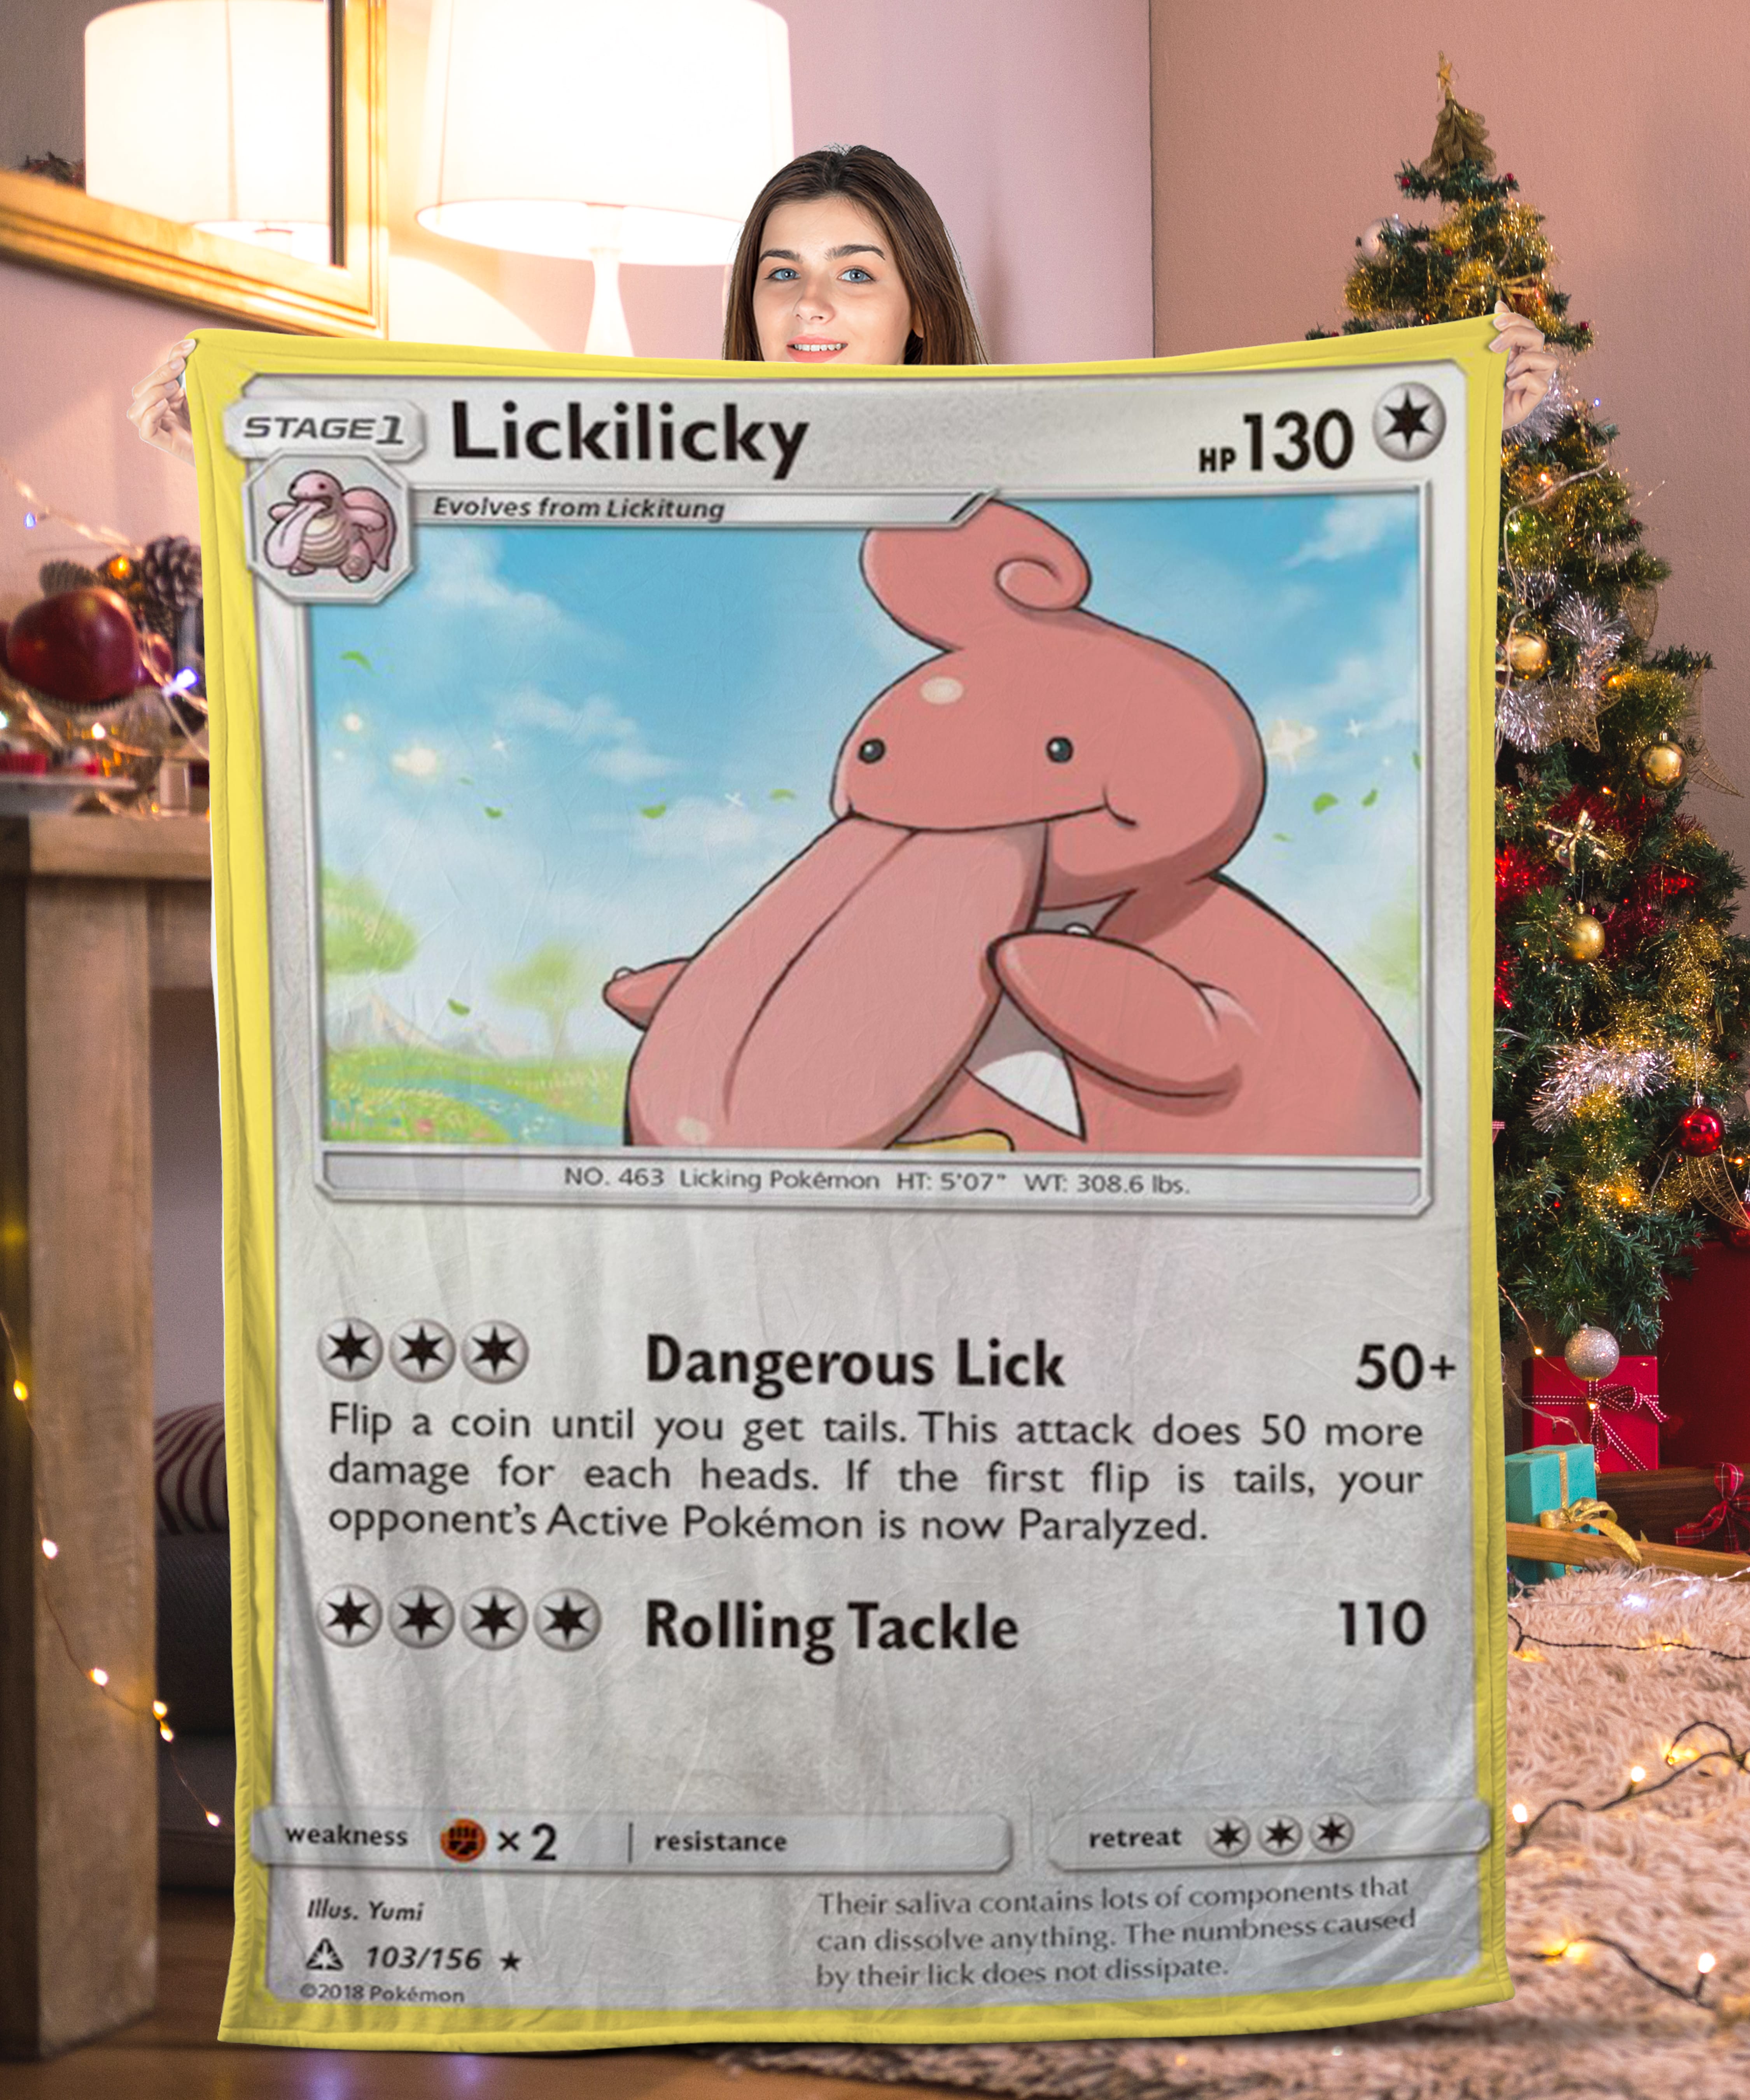 STAGE1 Lickilicky HP 130
Evolves from Lickitung
NO. 463 Licking Pokémon HT: 5'07" WT: 308.6 lbs.
Dangerous Lick 50+
Flip a coin until you get tails. This attack does 50 more
damage for each heads. If the first flip is tails, your
opponent's Active Pokémon is now Paralyzed.
Rolling Tackle 110
weakness × 2 resistance retreat
Illus. Yumi
103/156 ★
©2018 Pokémon
Their saliva contains lots of components that
can dissolve anything. The numbness caused
by their lick does not dissipate.